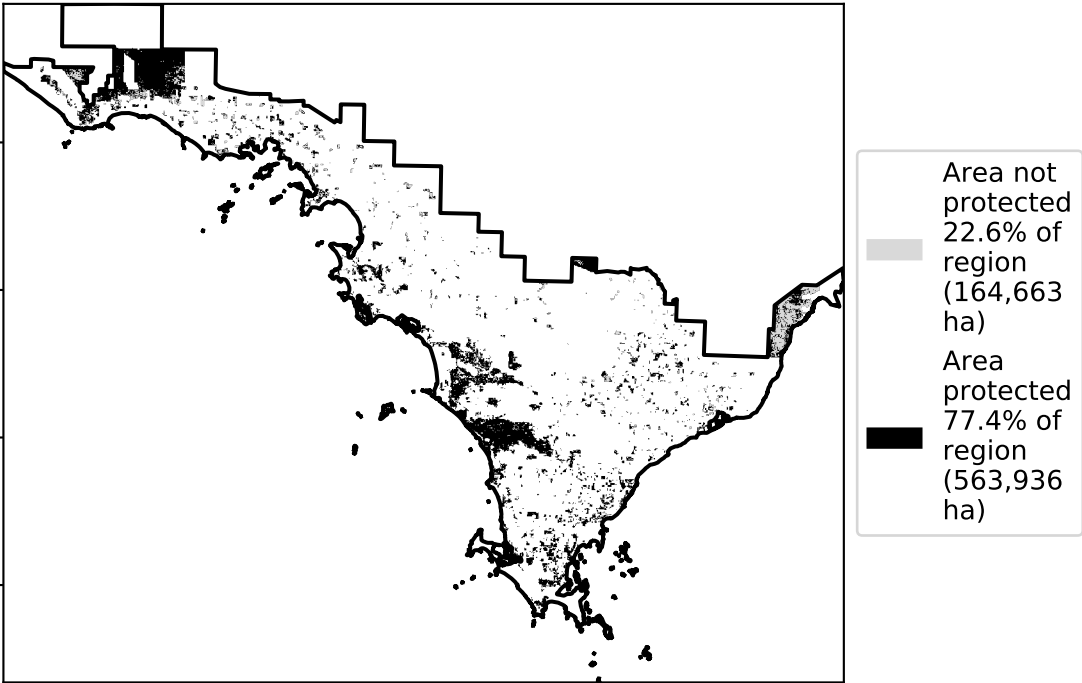 Area not
protected
22.6% of
region
(164,663
ha)
Area
protected
77.4% of
region
(563,936
ha)